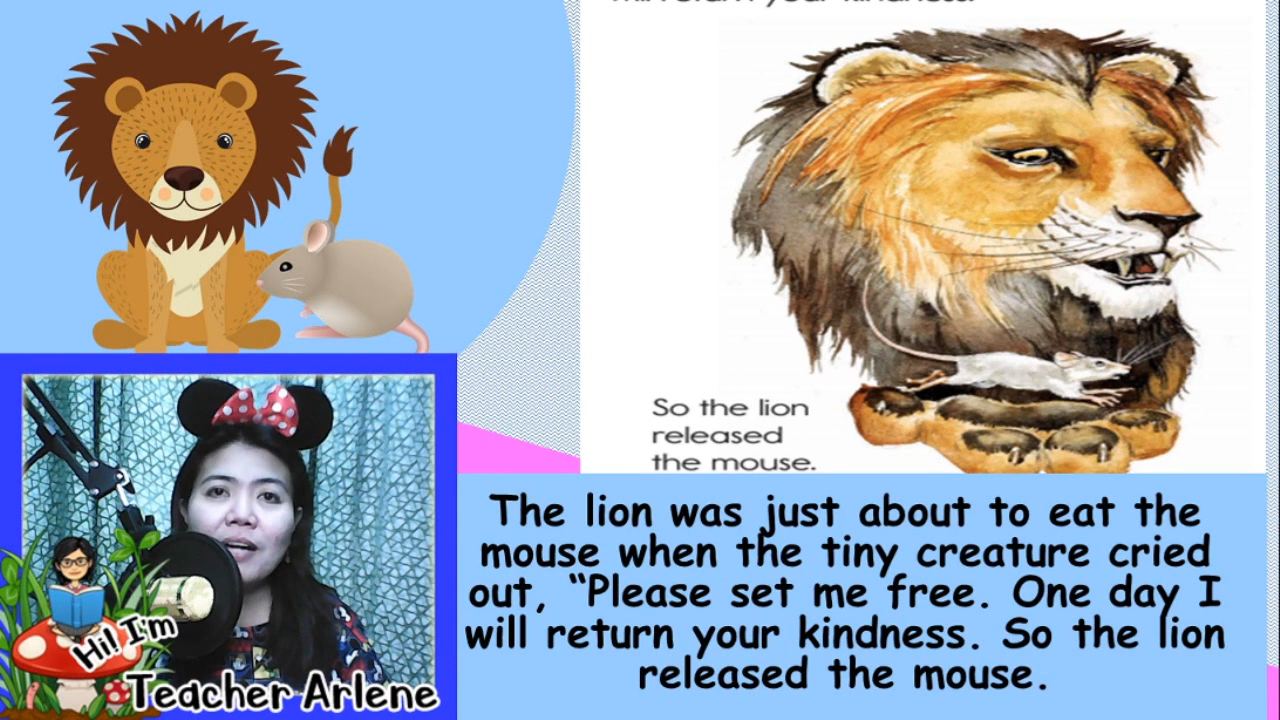 your kindness.
So the lion
released
the mouse.
The lion was just about to eat the
mouse when the tiny creature cried
out, “Please set me free. One day I
will return your kindness. So the lion
released the mouse.
Hi! I'm
Teacher Arlene